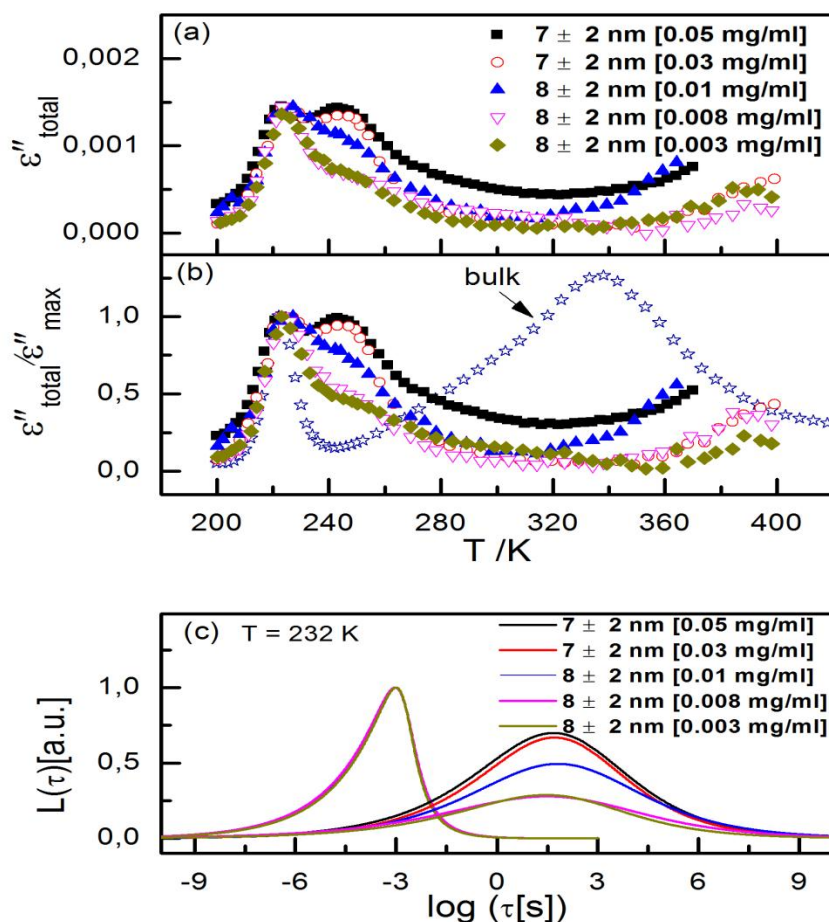 (a)
7 ± 2 nm [0.05 mg/ml]
7 ± 2 nm [0.03 mg/ml]
8 ± 2 nm [0.01 mg/ml]
8 ± 2 nm [0.008 mg/ml]
8 ± 2 nm [0.003 mg/ml]
ε″total
0,002
0,001
0,000
(b)
bulk
ε″total/ε″max
1,0
0,5
0,0
200 240 280 320 360 400
T /K
(c) T = 232 K
7 ± 2 nm [0.05 mg/ml]
7 ± 2 nm [0.03 mg/ml]
8 ± 2 nm [0.01 mg/ml]
8 ± 2 nm [0.008 mg/ml]
8 ± 2 nm [0.003 mg/ml]
L(τ)[a.u.]
1,0
0,5
0,0
-9 -6 -3 0 3 6 9
log (τ[s])